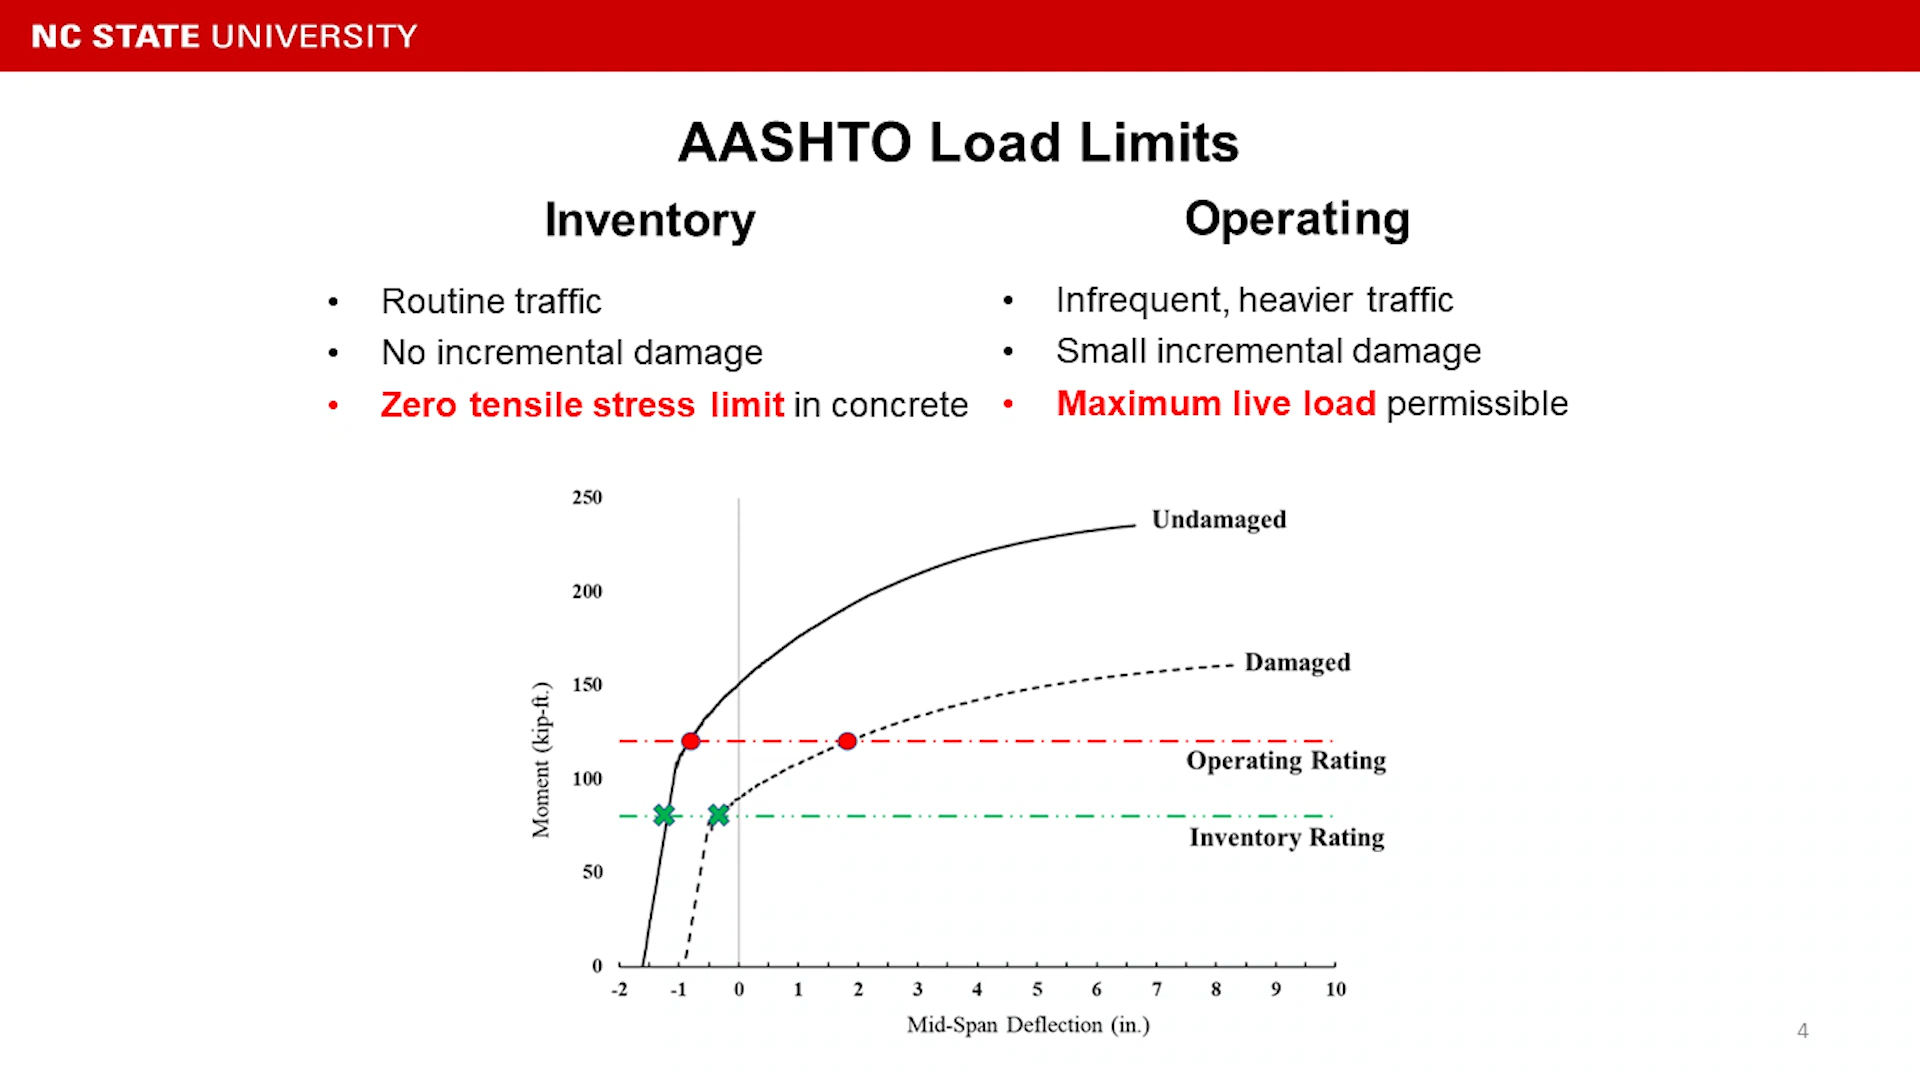 NC STATE UNIVERSITY
AASHTO Load Limits
Inventory
• Routine traffic
• No incremental damage
• Zero tensile stress limit in concrete
Operating
• Infrequent, heavier traffic
• Small incremental damage
• Maximum live load permissible
250
200
150
100
50
0
Moment (kip-ft.)
Undamaged
Damaged
Operating Rating
Inventory Rating
-2 -1 0 1 2 3 4 5 6 7 8 9 10
Mid-Span Deflection (in.)
4